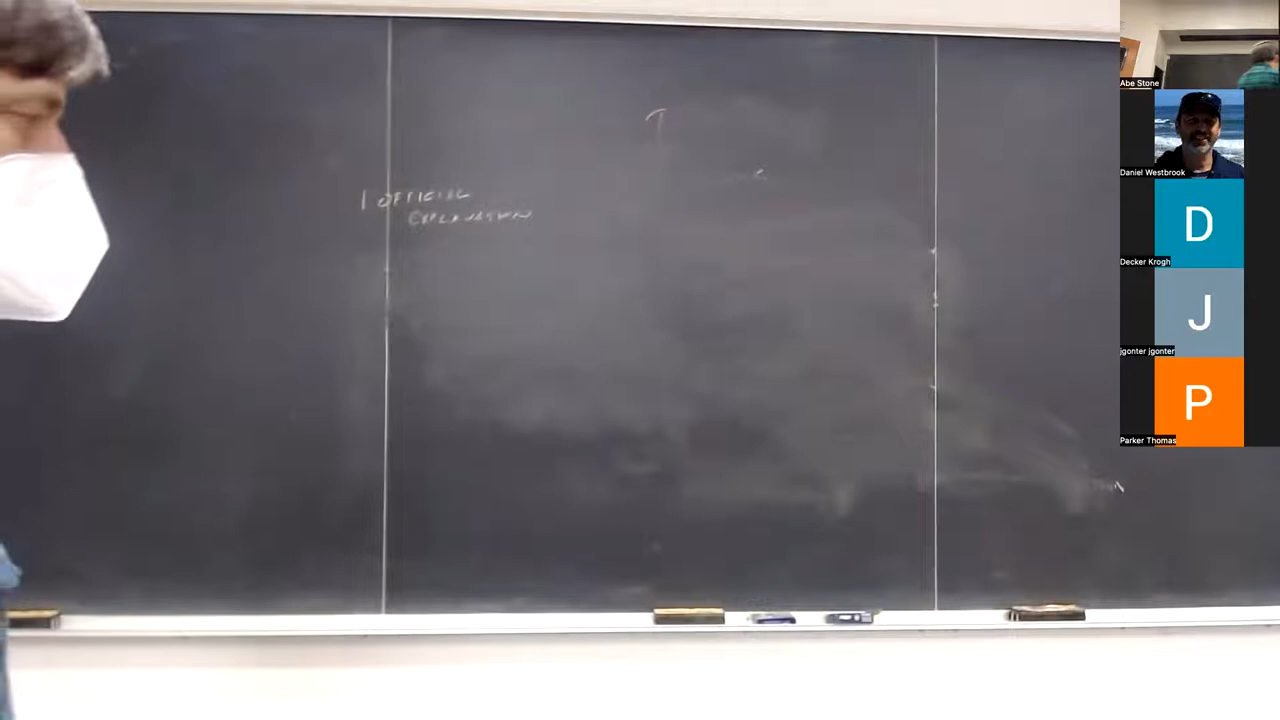 Abe Stone
Daniel Westbrook
D
Decker Krogh
J
jgonter jgonter
P
Parker Thomas
1 OFFICIAL
EXPLANATION